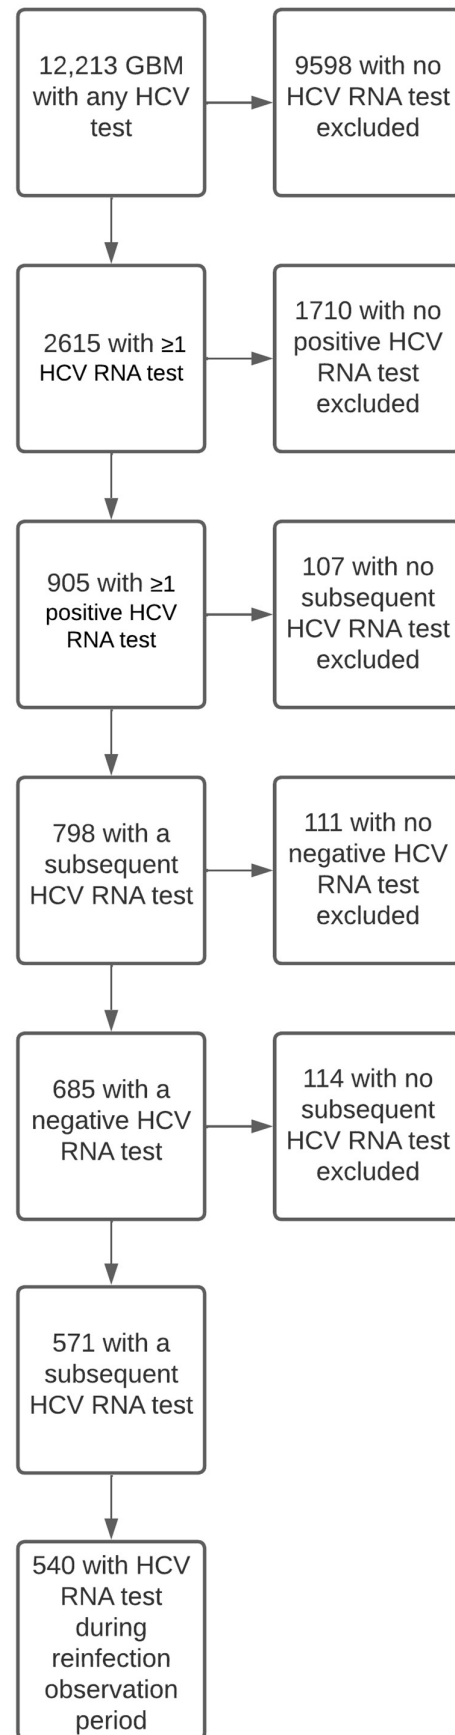 12,213 GBM
with any HCV
test
9598 with no
HCV RNA test
excluded
2615 with ≥1
HCV RNA test
1710 with no
positive HCV
RNA test
excluded
905 with ≥1
positive HCV
RNA test
107 with no
subsequent
HCV RNA test
excluded
798 with a
subsequent
HCV RNA test
111 with no
negative HCV
RNA test
excluded
685 with a
negative HCV
RNA test
114 with no
subsequent
HCV RNA test
excluded
571 with a
subsequent
HCV RNA test
540 with HCV
RNA test
during
reinfection
observation
period